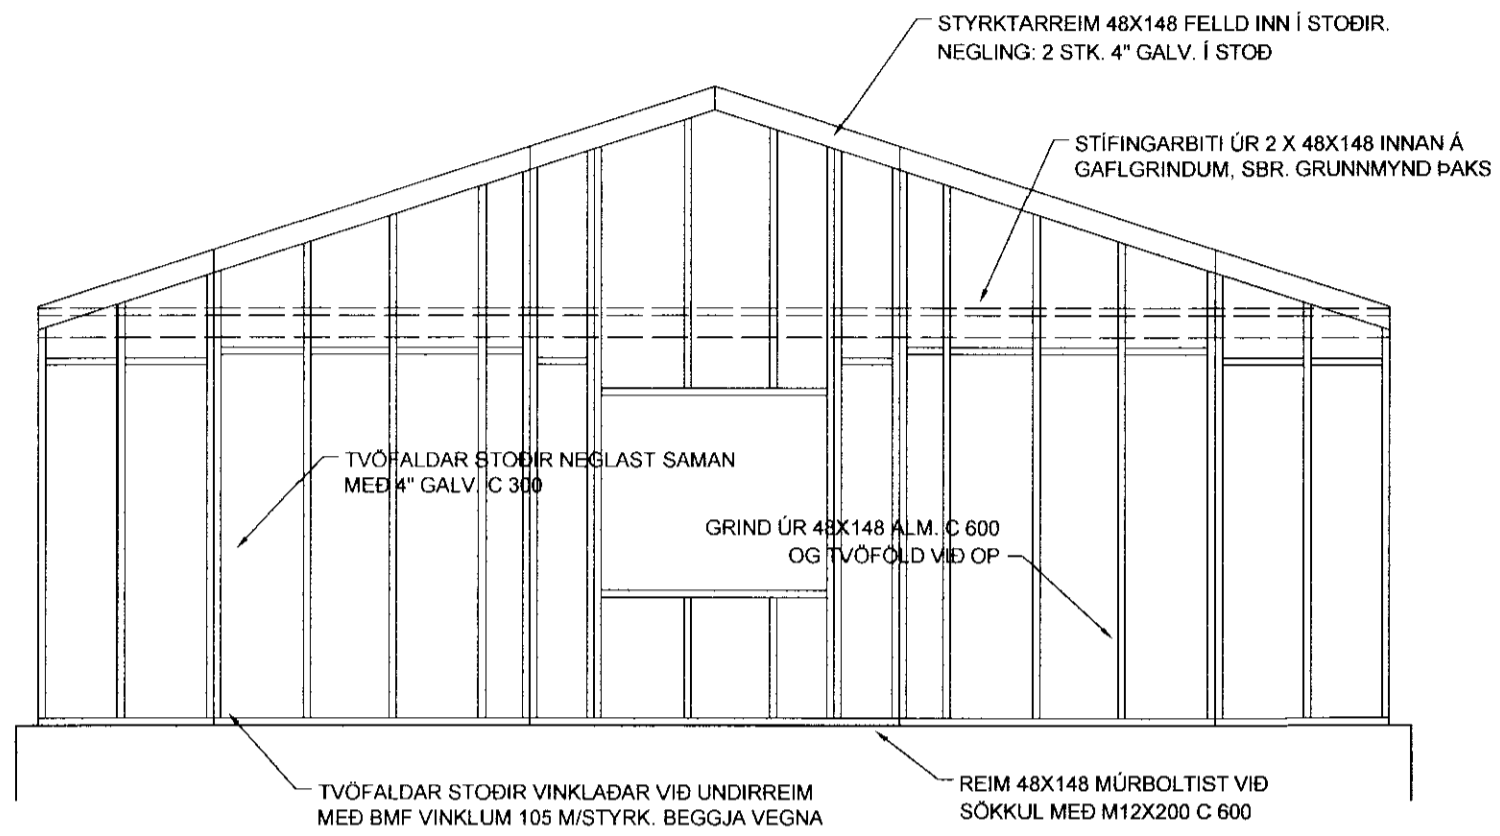 STYRKTARREIM 48X148 FELLD INN Í STOÐIR.
NEGLING: 2 STK. 4" GALV. Í STOÐ
STÍFINGARBITI ÚR 2 X 48X148 INNAN Á
GAFLGRINDUM, SBR. GRUNNMYND ÞAKS
TVÖFALDAR STOÐIR NEGLAST SAMAN
MEÐ 4" GALV. C 300
GRIND ÚR 48X148 ALM. C 600
OG TVÖFÖLD VIÐ OP
TVÖFALDAR STOÐIR VINKLAÐAR VIÐ UNDIRREIM
MEÐ BMF VINKLUM 105 M/STYRK. BEGGJA VEGNA
REIM 48X148 MÚRBOLTIST VIÐ
SÖKKUL MEÐ M12X200 C 600